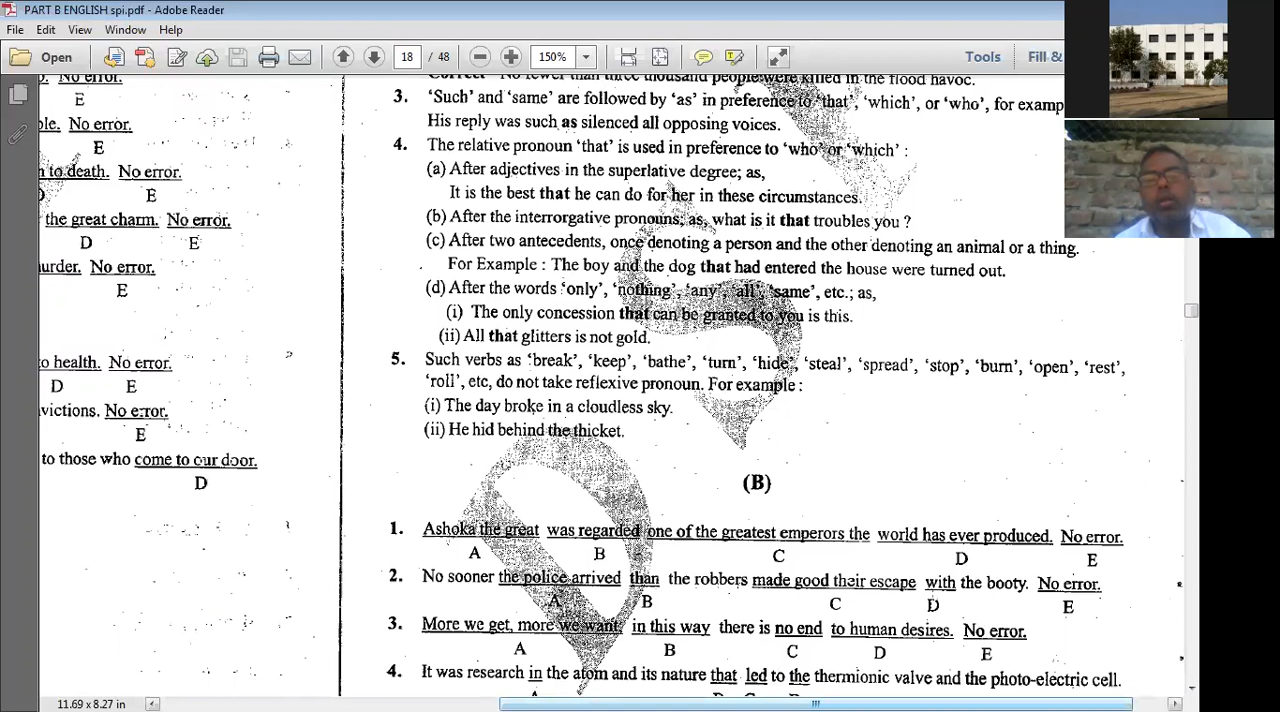 PART B ENGLISH spi.pdf - Adobe Reader
File Edit View Window Help
Open 18 / 48 150% Tools Fill &
No error.
E
ple. No error.
E
to death. No error.
E
the great charm. No error.
D E
No error.
E
to health. No error.
D E
No error.
E
to those who come to our door.
D
Correct No fewer than three thousand people were killed in the flood havoc.
3. 'Such' and 'same' are followed by 'as' in preference to 'that', 'which', or 'who', for examp
His reply was such as silenced all opposing voices.
4. The relative pronoun 'that' is used in preference to 'who' or 'which' :
(a) After adjectives in the superlative degree; as,
It is the best that he can do for her in these circumstances.
(b) After the interrorgative pronouns; as, what is it that troubles you ?
(c) After two antecedents, once denoting a person and the other denoting an animal or a thing.
For Example : The boy and the dog that had entered the house were turned out.
(d) After the words 'only', 'nothing', 'any', 'all', 'same', etc.; as,
(i) The only concession that can be granted to you is this.
(ii) All that glitters is not gold.
5. Such verbs as 'break', 'keep', 'bathe', 'turn', 'hide', 'steal', 'spread', 'stop', 'burn', 'open', 'rest',
'roll', etc, do not take reflexive pronoun. For example :
(i) The day broke in a cloudless sky.
(ii) He hid behind the thicket.
(B)
1. Ashoka the great was regarded one of the greatest emperors the world has ever produced. No error.
A B C D E
2. No sooner the police arrived than the robbers made good their escape with the booty. No error.
A B C D E
3. More we get, more we want, in this way there is no end to human desires. No error.
A B C D E
4. It was research in the atom and its nature that led to the thermionic valve and the photo-electric cell.
11.69 x 8.27 in